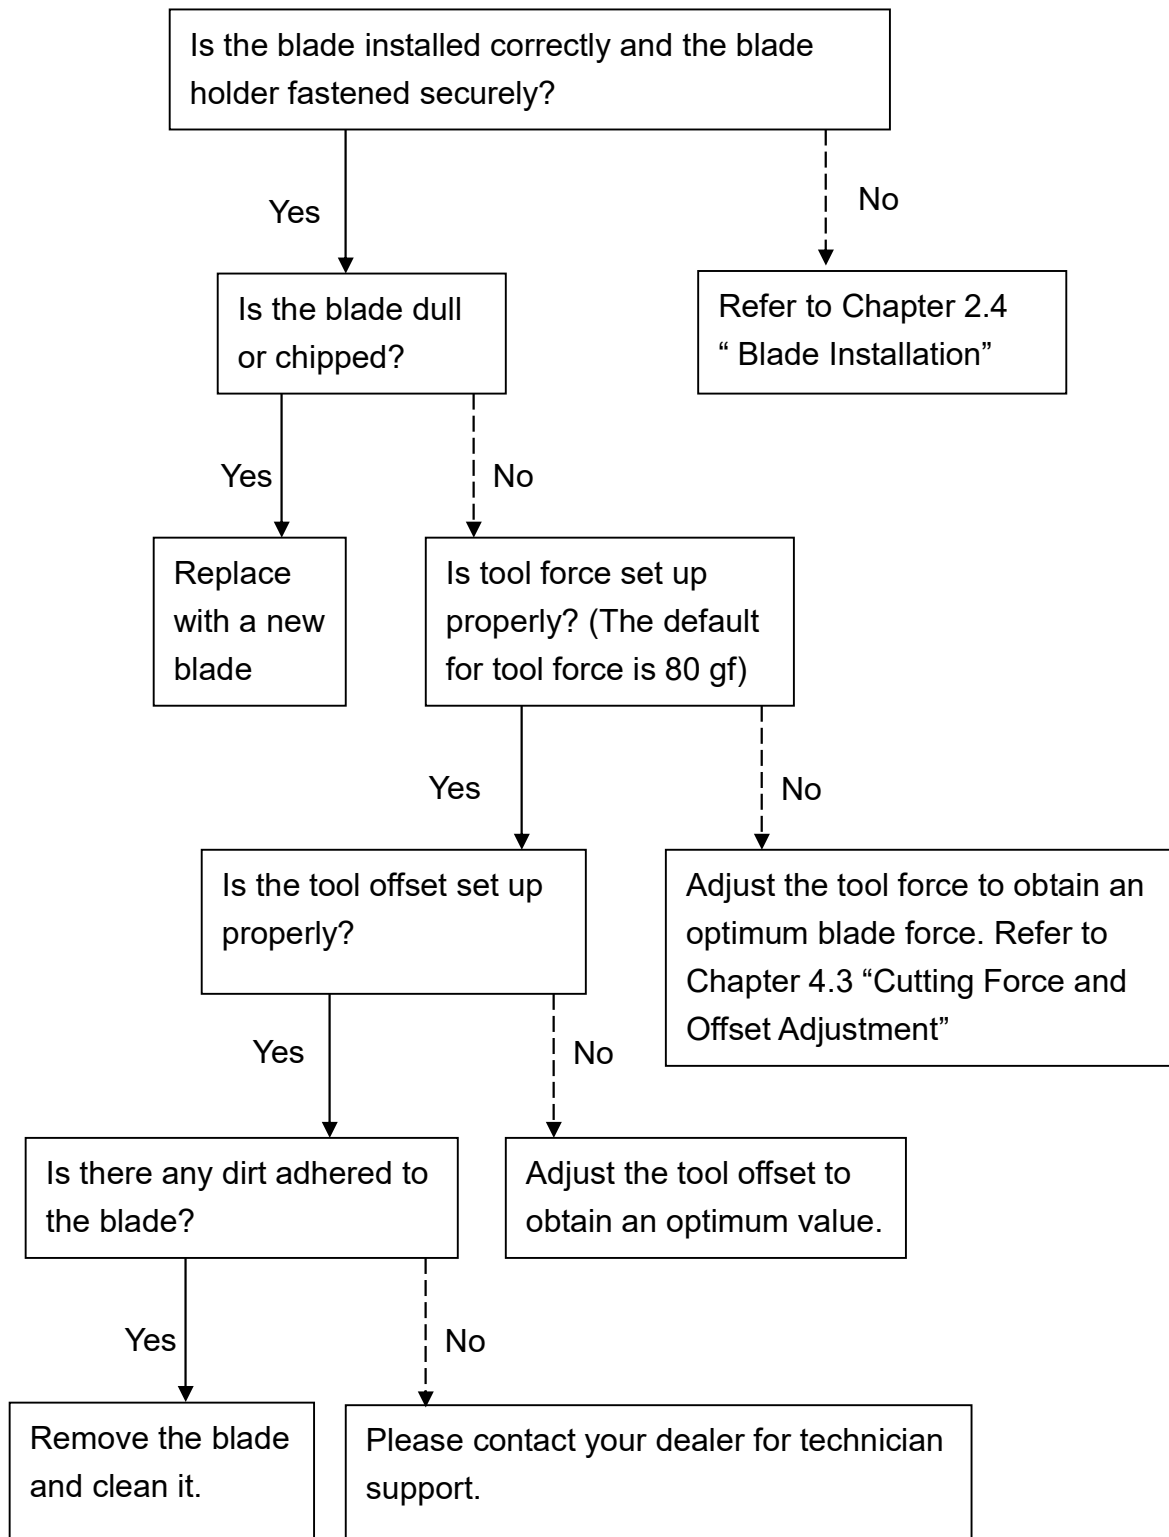 Is the blade installed correctly and the blade
holder fastened securely?
Yes
No
Is the blade dull
or chipped?
Refer to Chapter 2.4
“ Blade Installation”
Yes
No
Replace
with a new
blade
Is tool force set up
properly? (The default
for tool force is 80 gf)
Yes
No
Is the tool offset set up
properly?
Adjust the tool force to obtain an
optimum blade force. Refer to
Chapter 4.3 “Cutting Force and
Offset Adjustment”
Yes
No
Is there any dirt adhered to
the blade?
Adjust the tool offset to
obtain an optimum value.
Yes
No
Remove the blade
and clean it.
Please contact your dealer for technician
support.